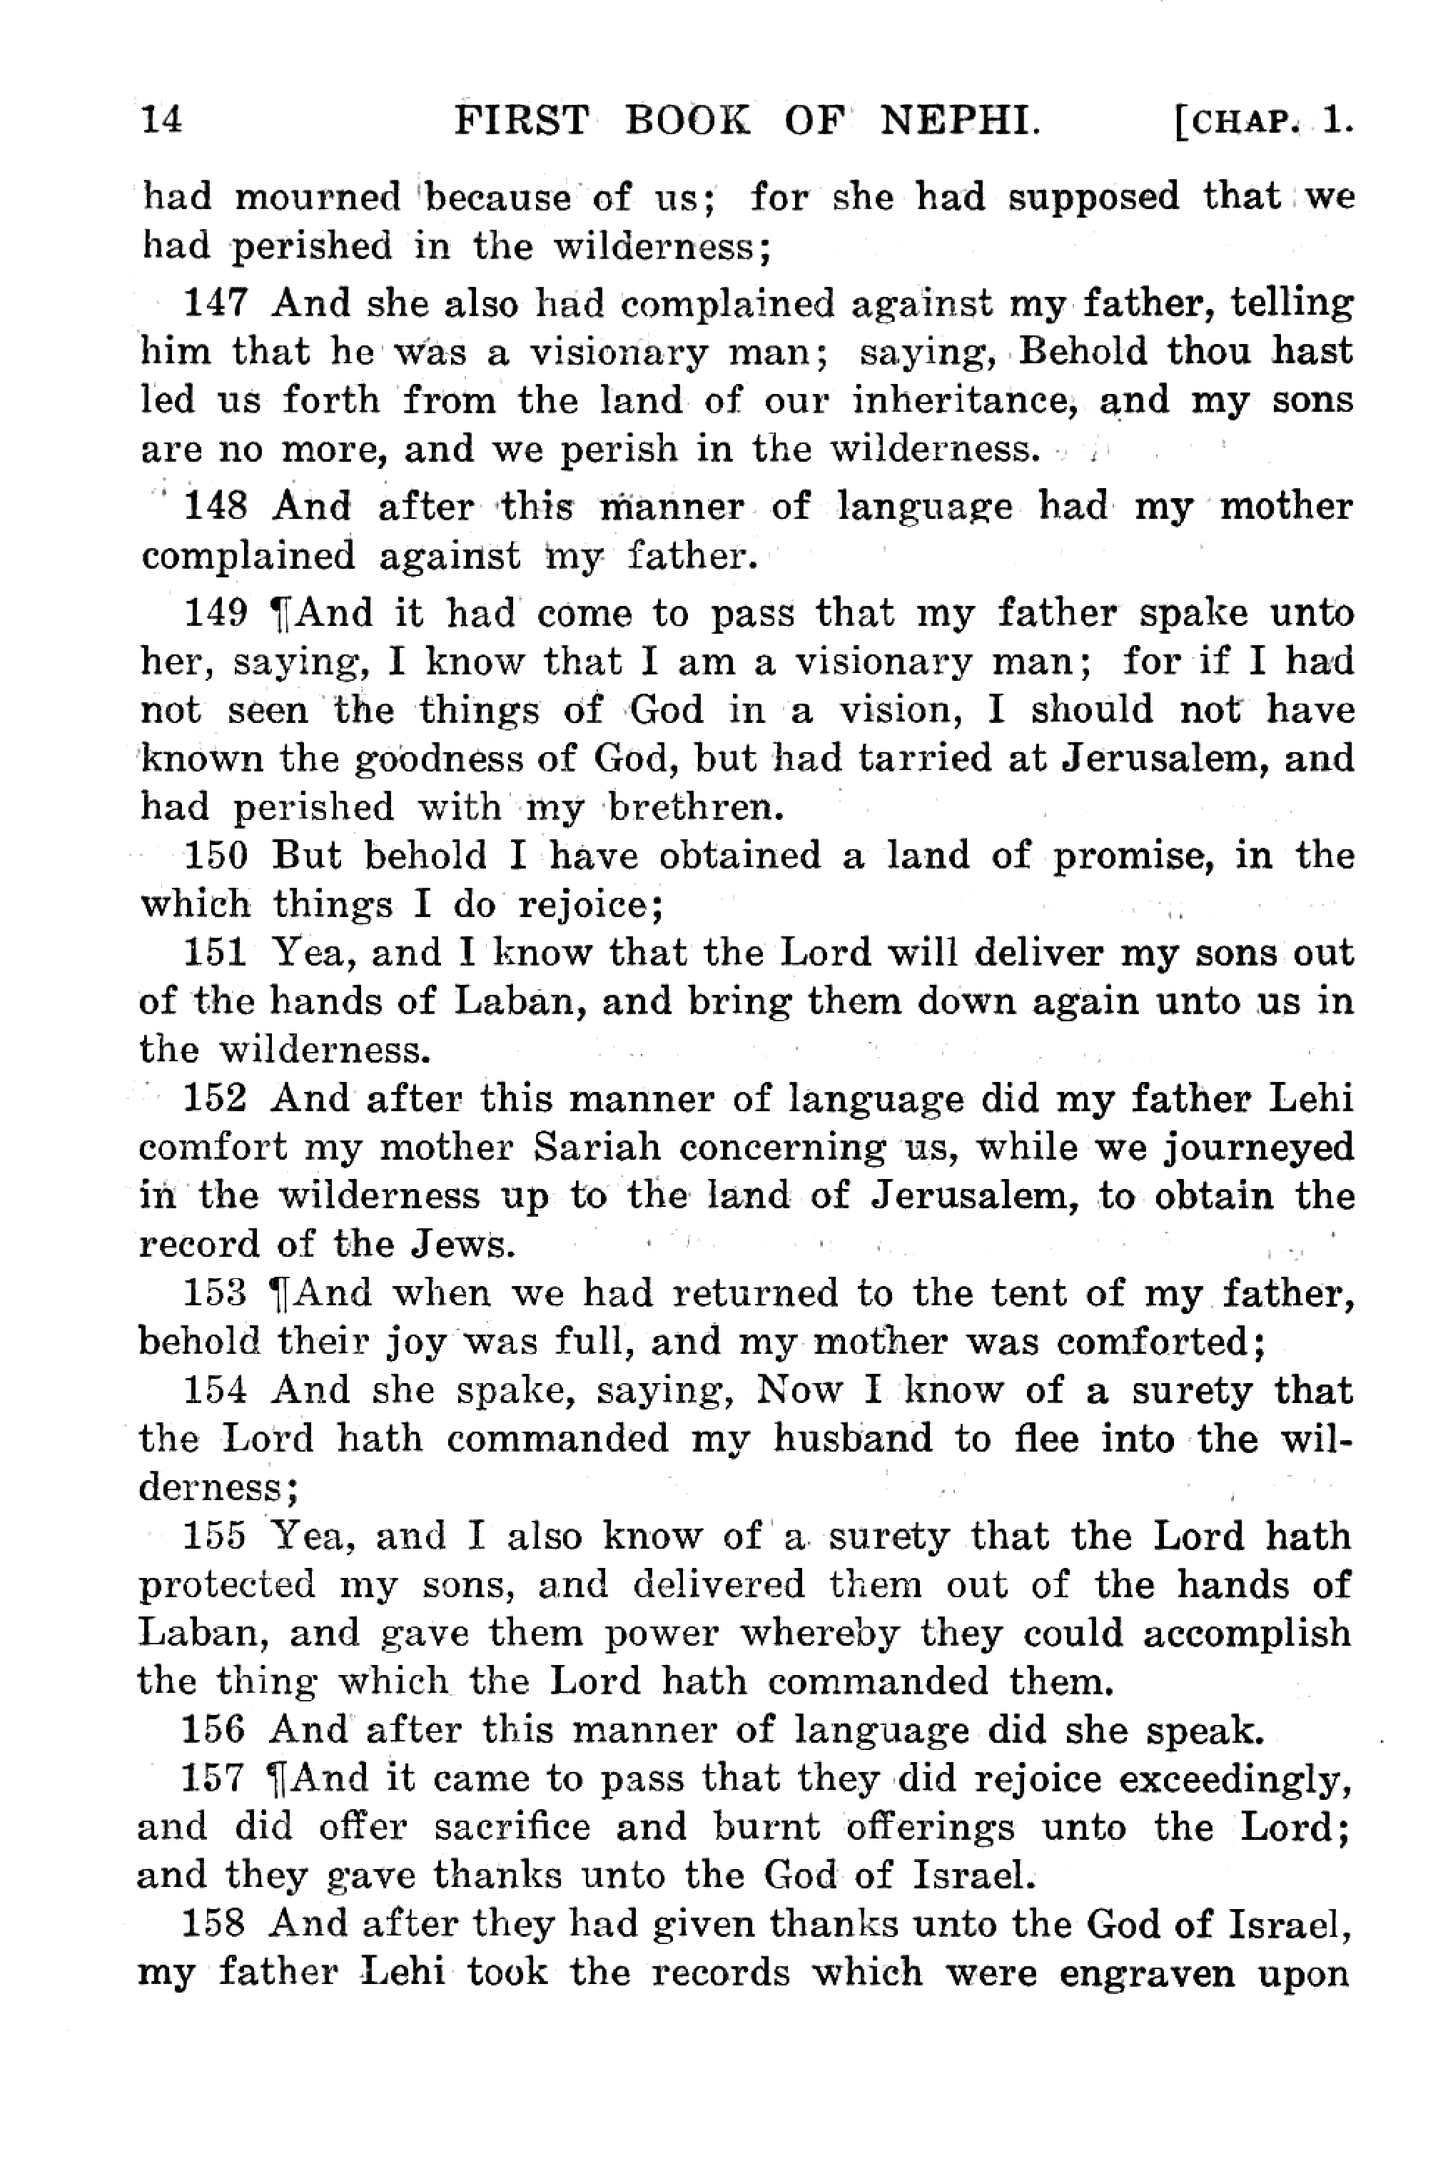 14 FIRST BOOK OF NEPHI. [CHAP. 1.
had mourned because of us; for she had supposed that we
had perished in the wilderness;
147 And she also had complained against my father, telling
him that he was a visionary man; saying, Behold thou hast
led us forth from the land of our inheritance, and my sons
are no more, and we perish in the wilderness.
148 And after this manner of language had my mother
complained against my father.
149 ¶And it had come to pass that my father spake unto
her, saying, I know that I am a visionary man; for if I had
not seen the things of God in a vision, I should not have
known the goodness of God, but had tarried at Jerusalem, and
had perished with my brethren.
150 But behold I have obtained a land of promise, in the
which things I do rejoice;
151 Yea, and I know that the Lord will deliver my sons out
of the hands of Laban, and bring them down again unto us in
the wilderness.
152 And after this manner of language did my father Lehi
comfort my mother Sariah concerning us, while we journeyed
in the wilderness up to the land of Jerusalem, to obtain the
record of the Jews.
153 ¶And when we had returned to the tent of my father,
behold their joy was full, and my mother was comforted;
154 And she spake, saying, Now I know of a surety that
the Lord hath commanded my husband to flee into the wil-
derness;
155 Yea, and I also know of a surety that the Lord hath
protected my sons, and delivered them out of the hands of
Laban, and gave them power whereby they could accomplish
the thing which the Lord hath commanded them.
156 And after this manner of language did she speak.
157 ¶And it came to pass that they did rejoice exceedingly,
and did offer sacrifice and burnt offerings unto the Lord;
and they gave thanks unto the God of Israel.
158 And after they had given thanks unto the God of Israel,
my father Lehi took the records which were engraven upon